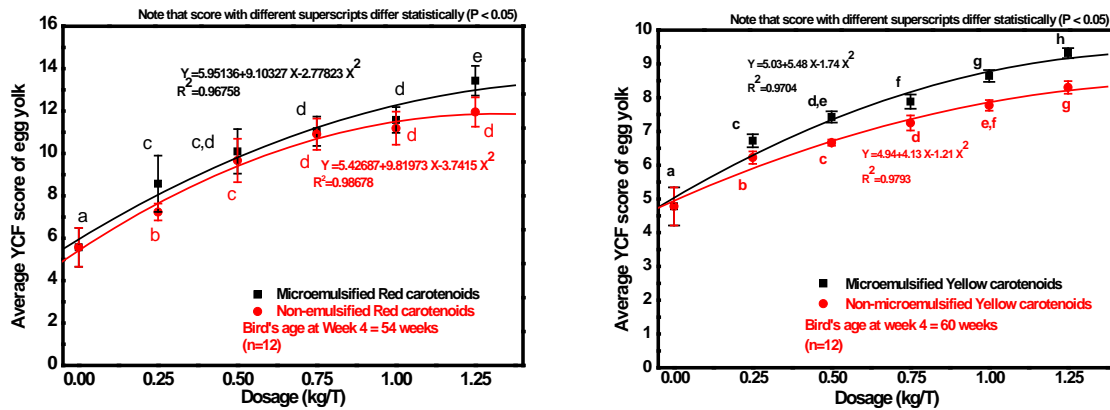 Note that score with different superscripts differ statistically (P < 0.05)
16
14
12
10
8
6
4
2
0
Average YCF score of egg yolk
Y=5.95136+9.10327 X-2.77823 X²
R²=0.96758
a
c
c,d
d
d
e
b
c
d
d
d
Y=5.42687+9.81973 X-3.7415 X²
R²=0.98678
Microemulsified Red carotenoids
Non-emulsified Red carotenoids
Bird's age at Week 4 = 54 weeks
(n=12)
0.00 0.25 0.50 0.75 1.00 1.25
Dosage (kg/T)
Note that score with different superscripts differ statistically (P < 0.05)
10
9
8
7
6
5
4
3
2
1
0
Average YCF score of egg yolk
Y=5.03+5.48 X-1.74 X²
R²=0.9704
a
c
d,e
f
g
h
b
c
d
e,f
g
Y=4.94+4.13 X-1.21 X²
R²=0.9793
Microemulsified Yellow carotenoids
Non-microemulsified Yellow carotenoids
Bird's age at week 4 = 60 weeks
(n=12)
0.00 0.25 0.50 0.75 1.00 1.25
Dosage (kg/T)